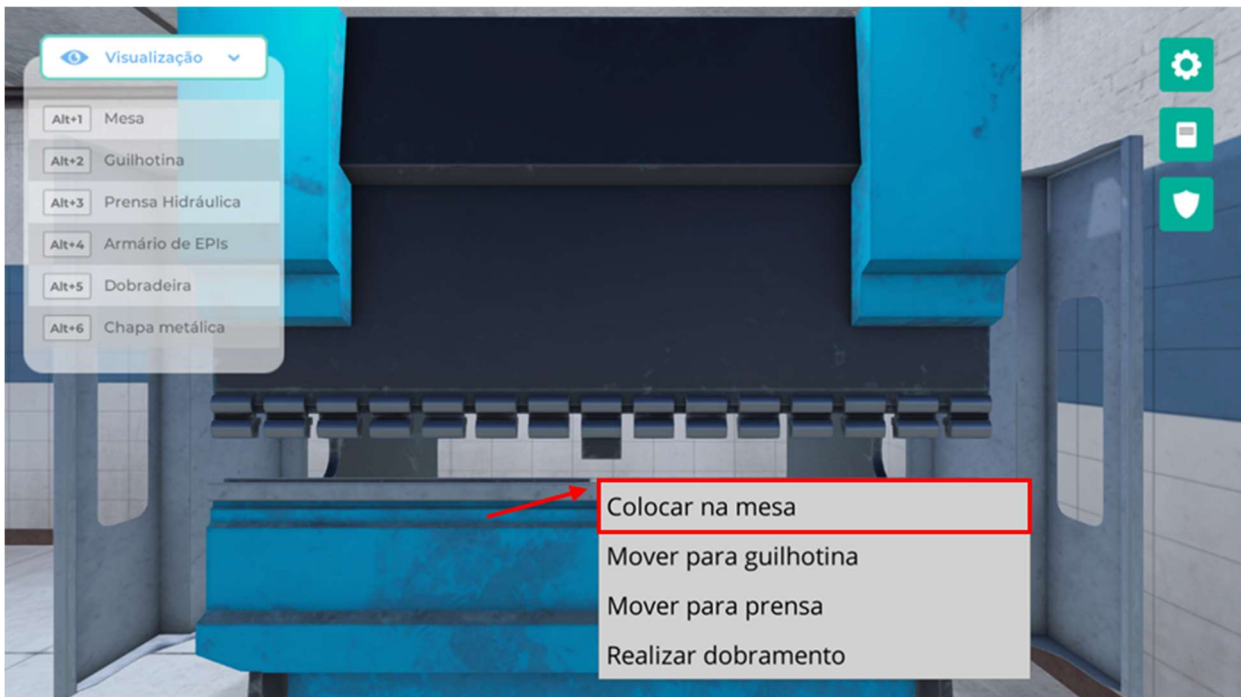 Visualização
Alt+1 Mesa
Alt+2 Guilhotina
Alt+3 Prensa Hidráulica
Alt+4 Armário de EPIs
Alt+5 Dobradeira
Alt+6 Chapa metálica
Colocar na mesa
Mover para guilhotina
Mover para prensa
Realizar dobramento